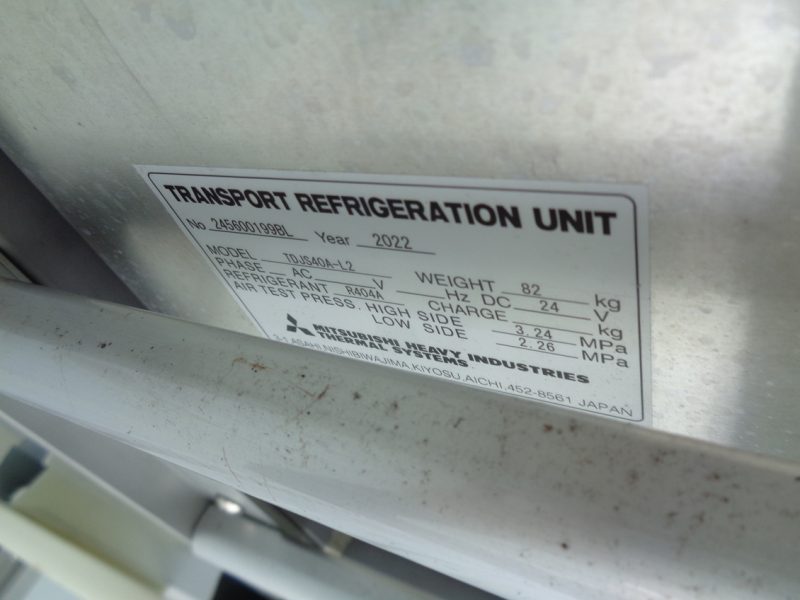 TRANSPORT REFRIGERATION UNIT
No 245600199BL Year 2022
MODEL TDJS40A-L2 WEIGHT 82 kg
PHASE AC V Hz DC 24 V
REFRIGERANT R404A CHARGE kg
AIR TEST PRESS. HIGH SIDE 3.24 MPa
LOW SIDE 2.26 MPa
MITSUBISHI HEAVY INDUSTRIES
THERMAL SYSTEMS
3-1, ASAHI, NISHIBIWAJIMA, KIYOSU, AICHI, 452-8561 JAPAN